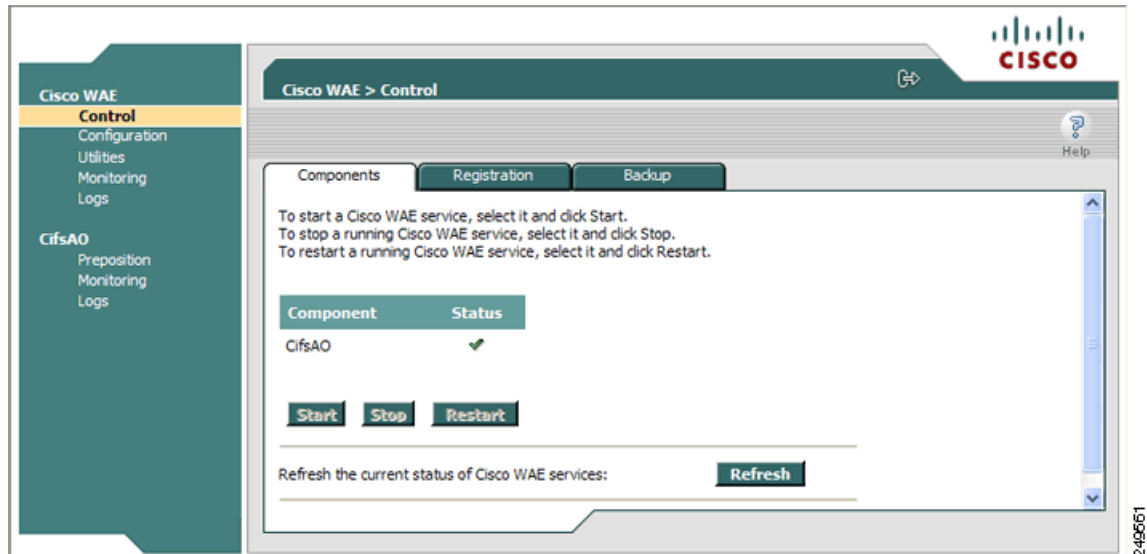 CISCO
Cisco WAE
Control
Configuration
Utilities
Monitoring
Logs
CifsAO
Preposition
Monitoring
Logs
Cisco WAE > Control
Help
Components
Registration
Backup
To start a Cisco WAE service, select it and click Start.
To stop a running Cisco WAE service, select it and click Stop.
To restart a running Cisco WAE service, select it and click Restart.
Component Status
CifsAO
Start Stop Restart
Refresh the current status of Cisco WAE services: Refresh
249561